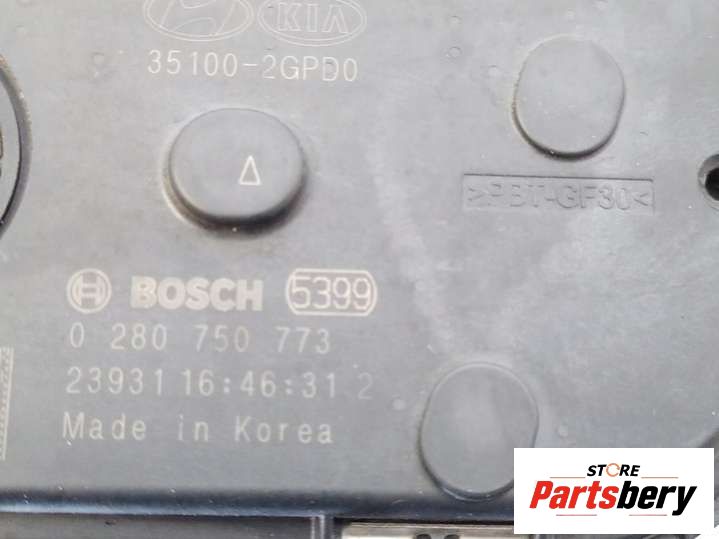 KIA
35100-2GPD0
Δ
>PBT-GF30<
BOSCH 5399
0 280 750 773
23931 16:46:31 2
Made in Korea
STORE
Partsbery